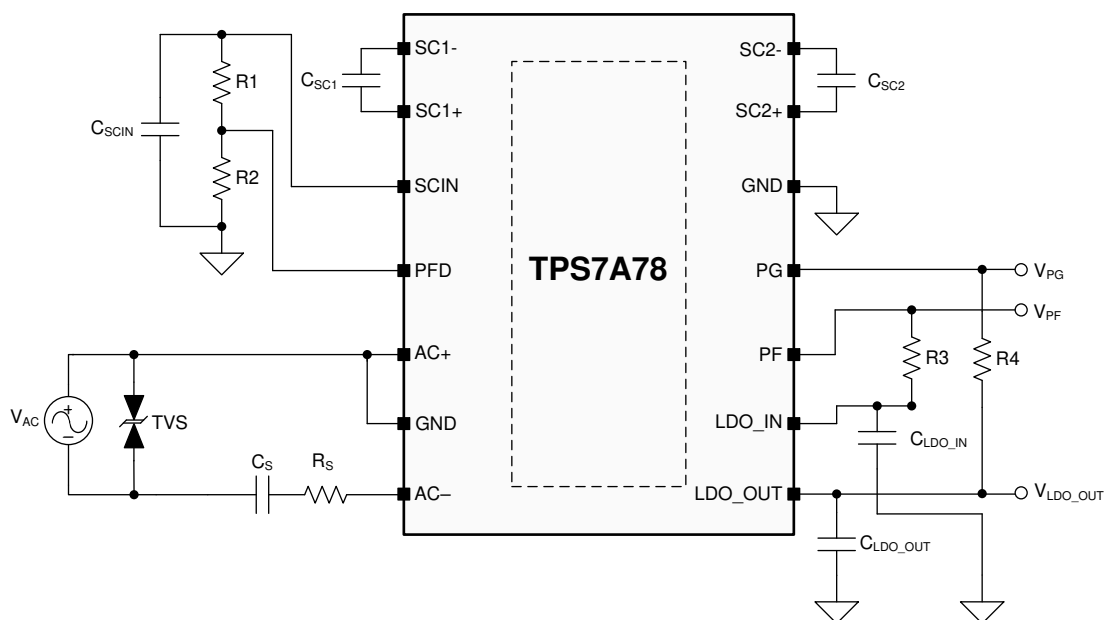 SC1-
SC2-
R1
C_SC1
C_SC2
C_SCIN
SC1+
SC2+
R2
SCIN
GND
PFD
TPS7A78
PG
V_PG
V_PF
AC+
PF
R3
R4
V_AC
+
−
TVS
GND
LDO_IN
C_LDO_IN
C_S
R_S
AC−
LDO_OUT
V_LDO_OUT
C_LDO_OUT